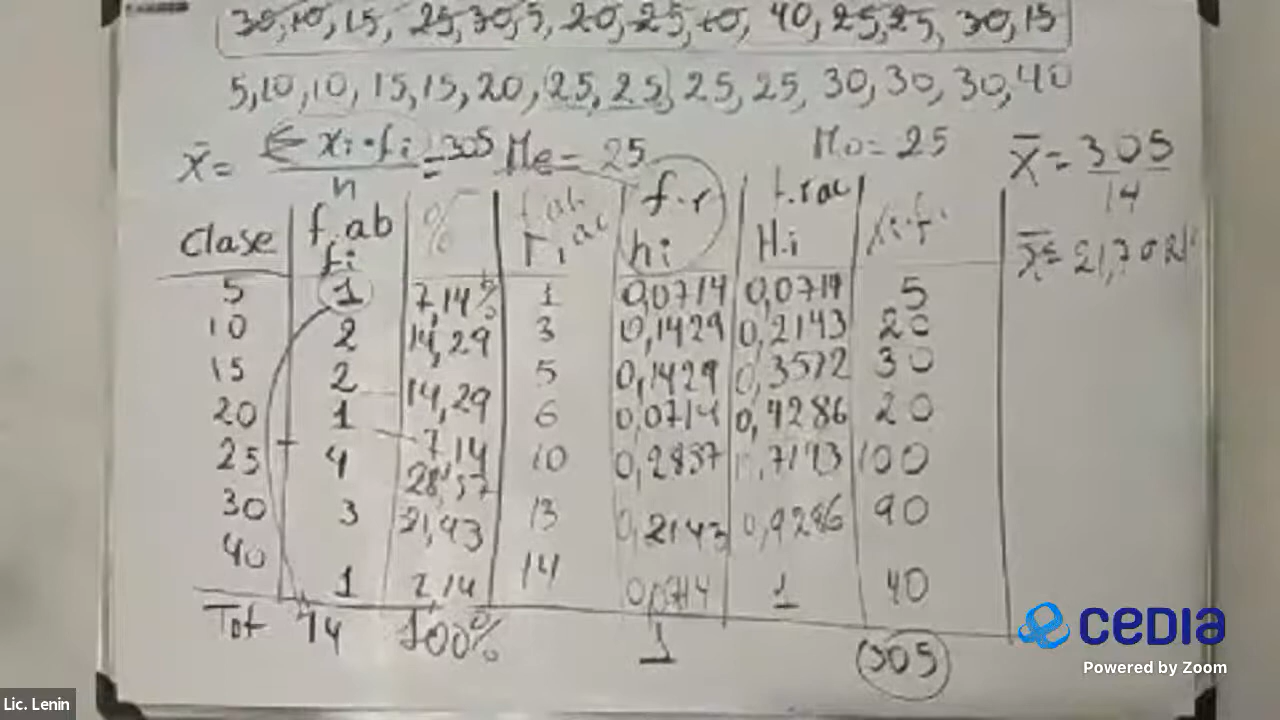 30, 10, 15, 25, 30, 5, 20, 25, 10, 40, 25, 25, 30, 15
5, 10, 10, 15, 15, 20, 25, 25, 25, 25, 30, 30, 30, 40
x̄ = Σ xi·fi / n = 305 Me = 25 Mo = 25 x̄ = 305 / 14
Clase f.ab fi % f.ab Fi ac f.r hi f.r ac Hi xi·fi x̄ = 21,7
5 1 7,14% 1 0,0714 0,0714 5
10 2 14,29 3 0,1429 0,2143 20
15 2 14,29 5 0,1429 0,3572 30
20 1 7,14 6 0,0714 0,4286 20
25 4 28,57 10 0,2857 ,7143 100
30 3 21,43 13 0,2143 0,9286 90
40 1 7,14 14 0,0714 1 40
Tot 14 100% 1 305
cedia
Powered by Zoom
Lic. Lenin